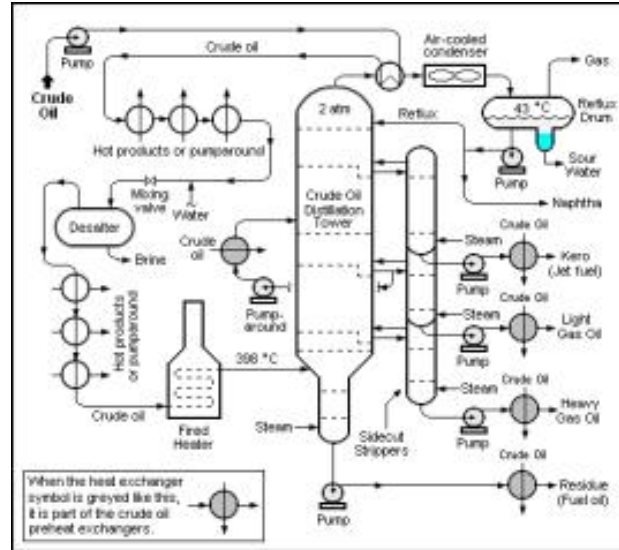 Pump
Crude oil
Air-cooled
condenser
Gas
Crude
Oil
2 atm
43 °C
Reflux
Drum
Reflux
Hot products or pumparound
Pump
Sour
Water
Mixing
valve
Water
Naphtha
Desalter
Crude Oil
Distillation
Tower
Crude
oil
Brine
Crude Oil
Steam
Kero
(Jet fuel)
Pump
Pump-
around
Hot products
or pumparound
Crude Oil
Steam
Light
Gas Oil
Pump
398 °C
Crude Oil
Steam
Heavy
Gas Oil
Pump
Crude oil
Fired
Heater
Steam
Sidecut
Strippers
Crude Oil
Residue
(Fuel oil)
Pump
When the heat exchanger
symbol is greyed like this,
it is part of the crude oil
preheat exchangers.